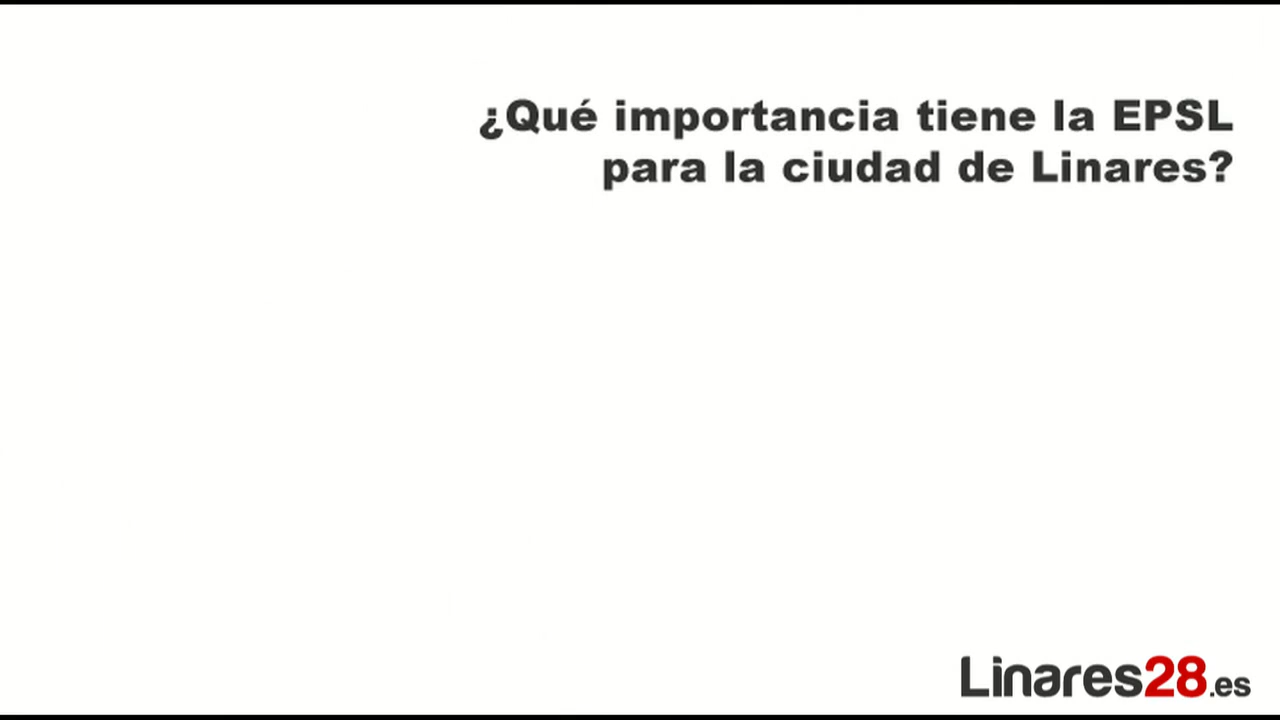 ¿Qué importancia tiene la EPSL
para la ciudad de Linares?
Linares28.es